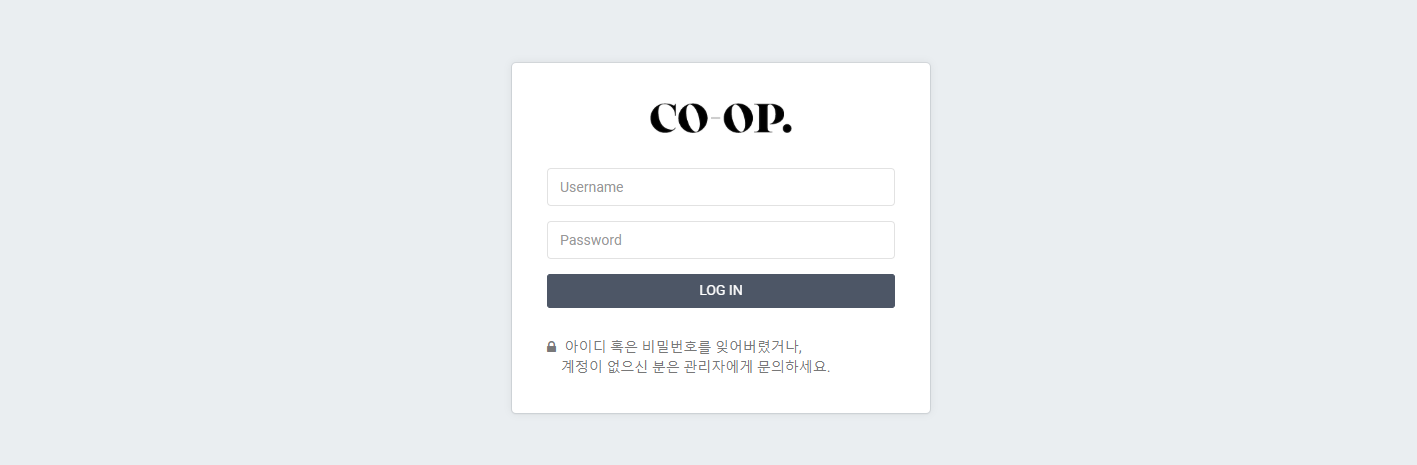 CO-OP.
Username
Password
LOG IN
아이디 혹은 비밀번호를 잊어버렸거나,
계정이 없으신 분은 관리자에게 문의하세요.